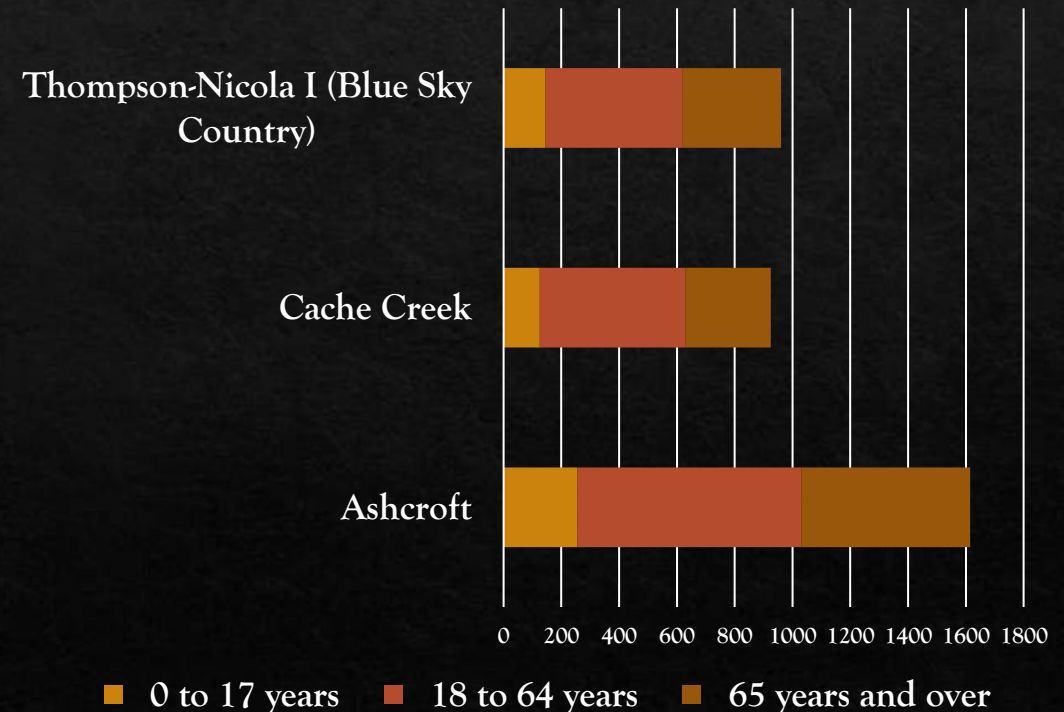 Thompson-Nicola I (Blue Sky
Country)
Cache Creek
Ashcroft
0 200 400 600 800 1000 1200 1400 1600 1800
0 to 17 years 18 to 64 years 65 years and over